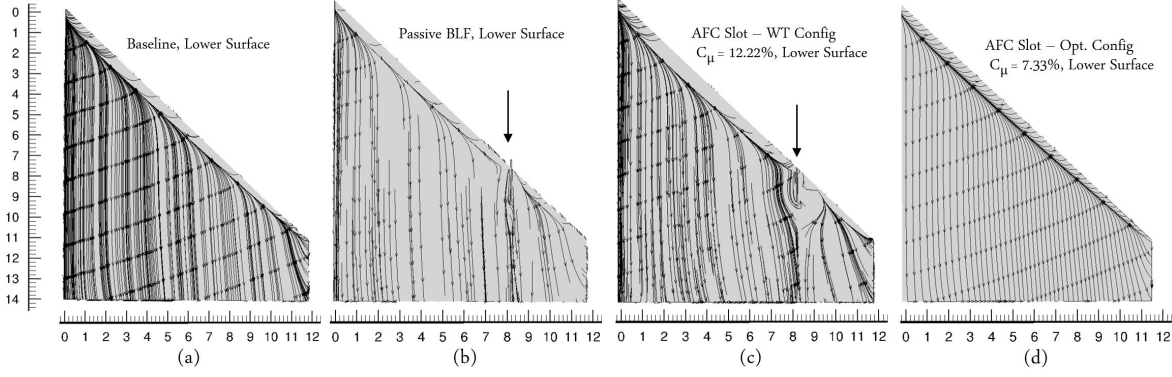 Baseline, Lower Surface
Passive BLF, Lower Surface
AFC Slot – WT Config
Cμ = 12.22%, Lower Surface
AFC Slot – Opt. Config
Cμ = 7.33%, Lower Surface
0
1
2
3
4
5
6
7
8
9
10
11
12
13
14
0 1 2 3 4 5 6 7 8 9 10 11 12
0 1 2 3 4 5 6 7 8 9 10 11 12
0 1 2 3 4 5 6 7 8 9 10 11 12
0 1 2 3 4 5 6 7 8 9 10 11 12
(a)
(b)
(c)
(d)